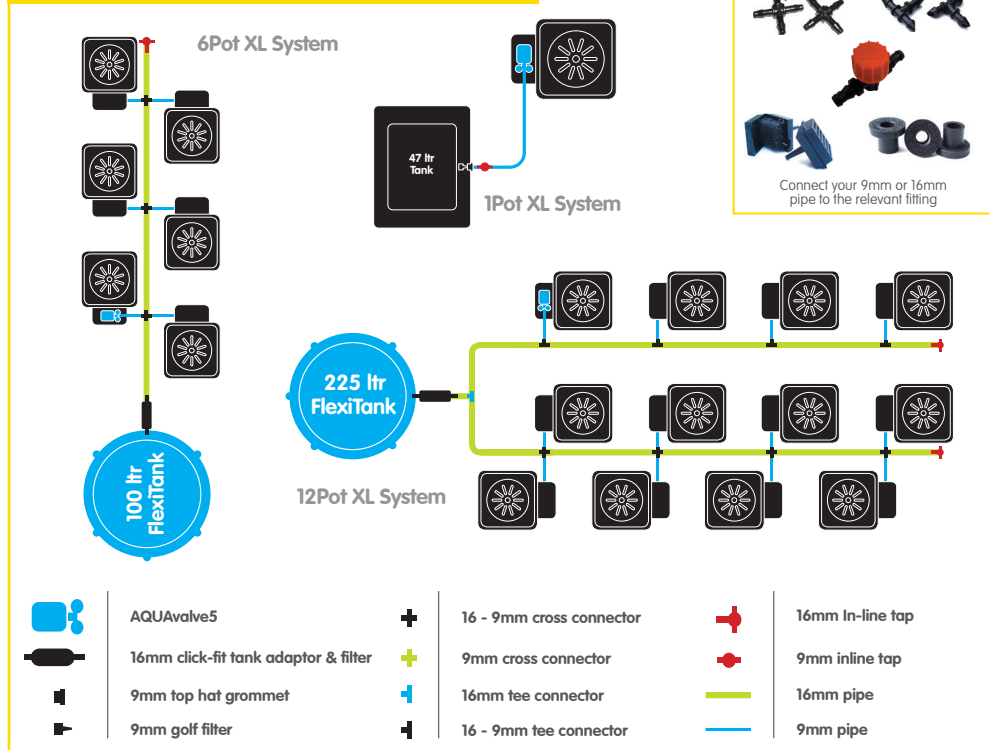 6Pot XL System
47 ltr
Tank
1Pot XL System
Connect your 9mm or 16mm
pipe to the relevant fitting
225 ltr
FlexiTank
12Pot XL System
100 ltr
FlexiTank
AQUAvalve5
16mm click-fit tank adaptor & filter
9mm top hat grommet
9mm golf filter
16 - 9mm cross connector
9mm cross connector
16mm tee connector
16 - 9mm tee connector
16mm In-line tap
9mm inline tap
16mm pipe
9mm pipe